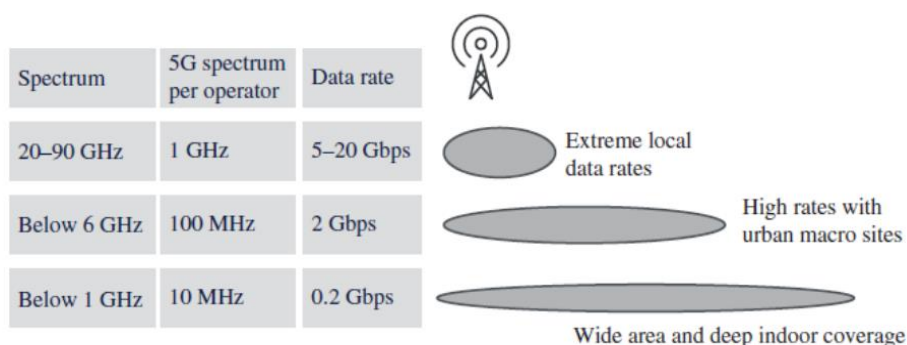 Spectrum
5G spectrum
per operator
Data rate
20–90 GHz
1 GHz
5–20 Gbps
Extreme local
data rates
Below 6 GHz
100 MHz
2 Gbps
High rates with
urban macro sites
Below 1 GHz
10 MHz
0.2 Gbps
Wide area and deep indoor coverage